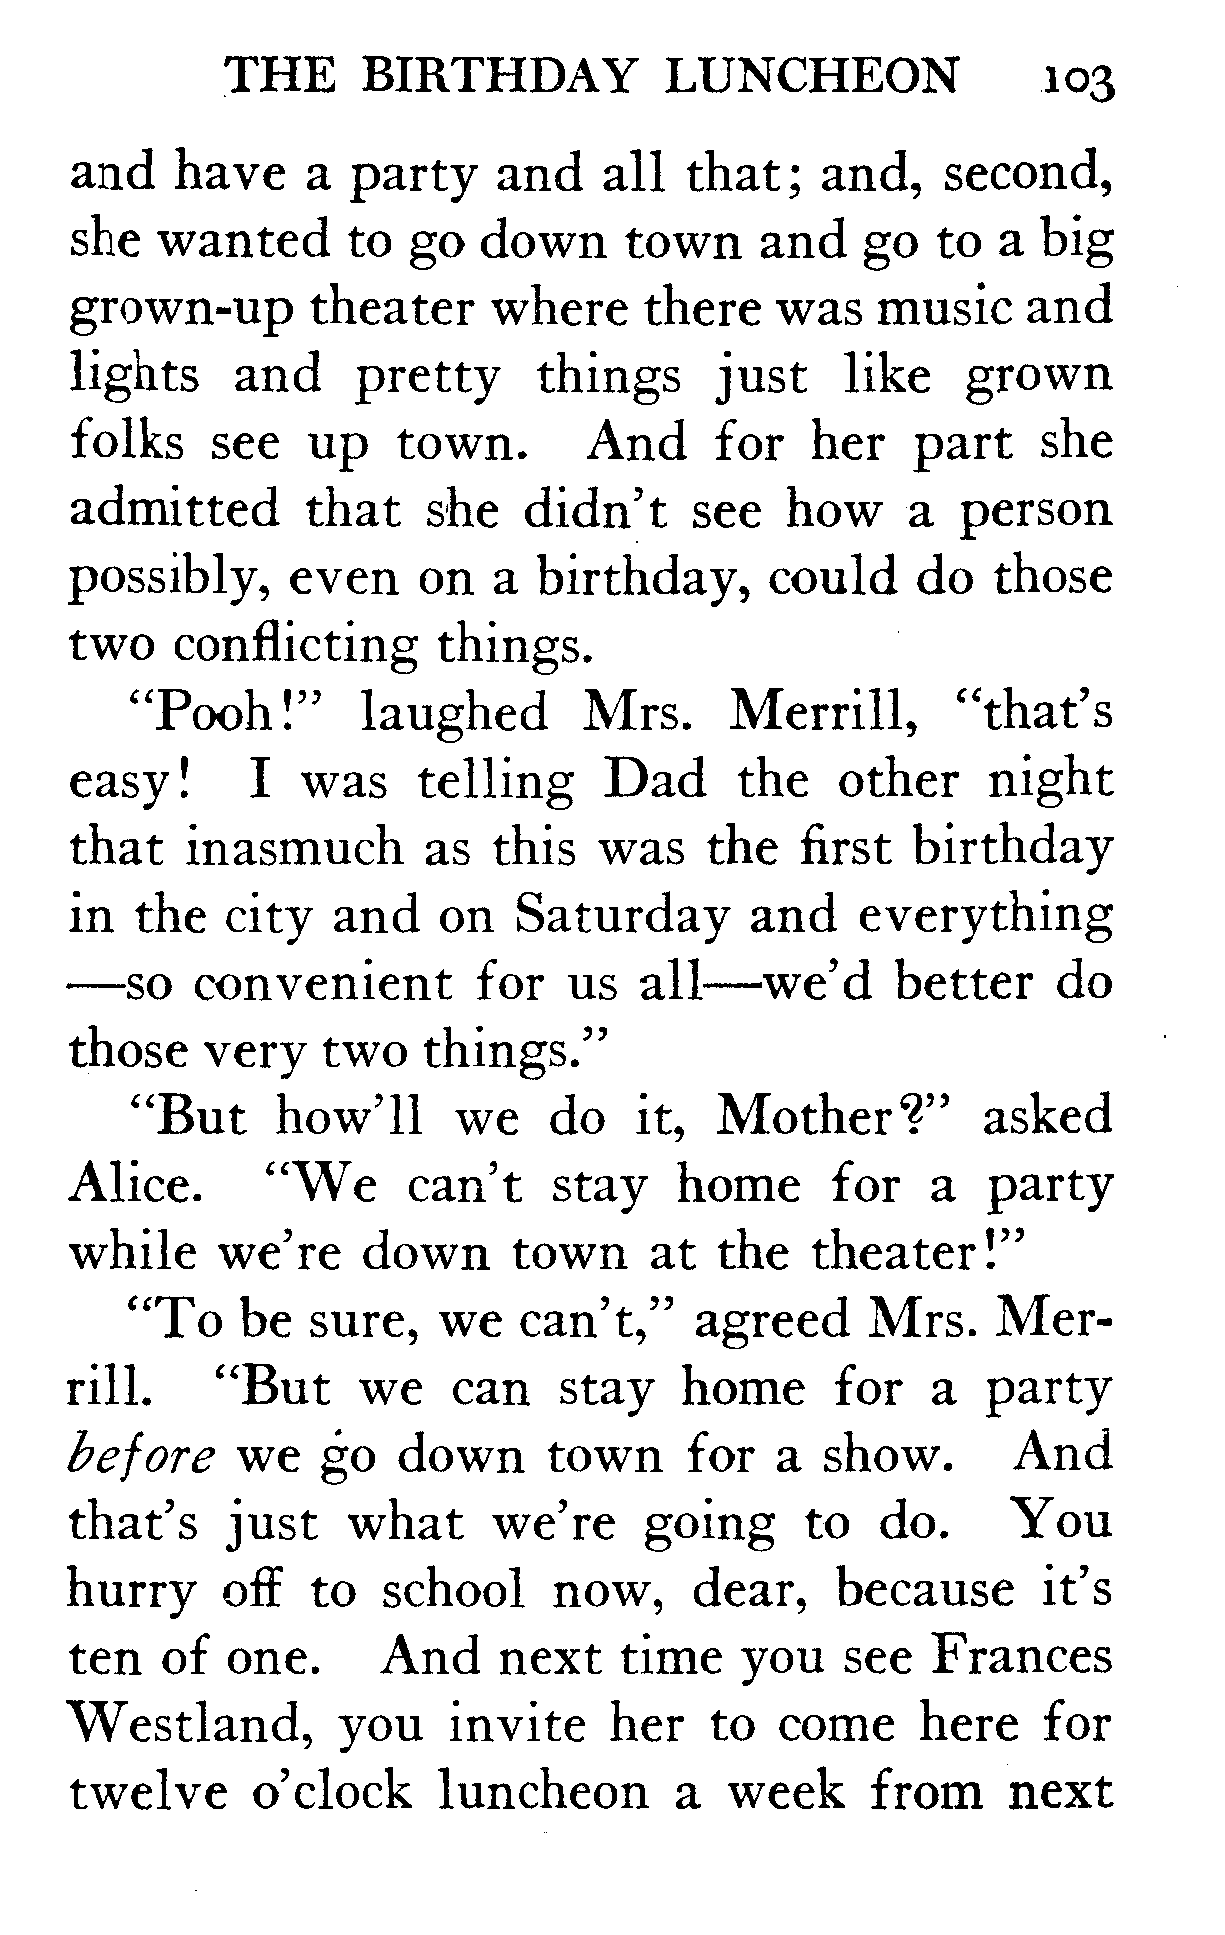 THE BIRTHDAY LUNCHEON 103
and have a party and all that; and, second,
she wanted to go down town and go to a big
grown-up theater where there was music and
lights and pretty things just like grown
folks see up town. And for her part she
admitted that she didn't see how a person
possibly, even on a birthday, could do those
two conflicting things.
"Pooh!" laughed Mrs. Merrill, "that's
easy! I was telling Dad the other night
that inasmuch as this was the first birthday
in the city and on Saturday and everything
—so convenient for us all—we'd better do
those very two things."
"But how'll we do it, Mother?" asked
Alice. "We can't stay home for a party
while we're down town at the theater!"
"To be sure, we can't," agreed Mrs. Mer-
rill. "But we can stay home for a party
before we go down town for a show. And
that's just what we're going to do. You
hurry off to school now, dear, because it's
ten of one. And next time you see Frances
Westland, you invite her to come here for
twelve o'clock luncheon a week from next